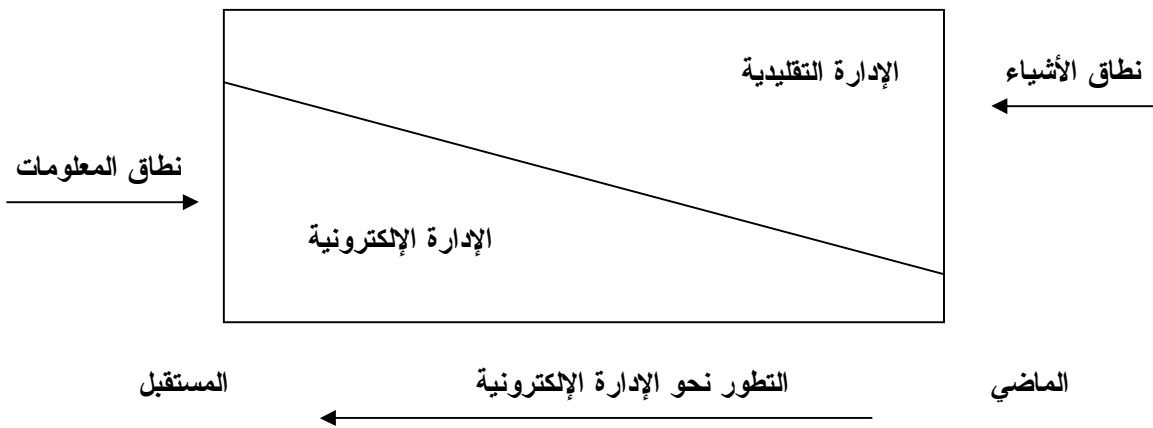 نطاق الأشياء
الإدارة التقليدية
نطاق المعلومات
الإدارة الإلكترونية
الماضي
التطور نحو الإدارة الإلكترونية
المستقبل